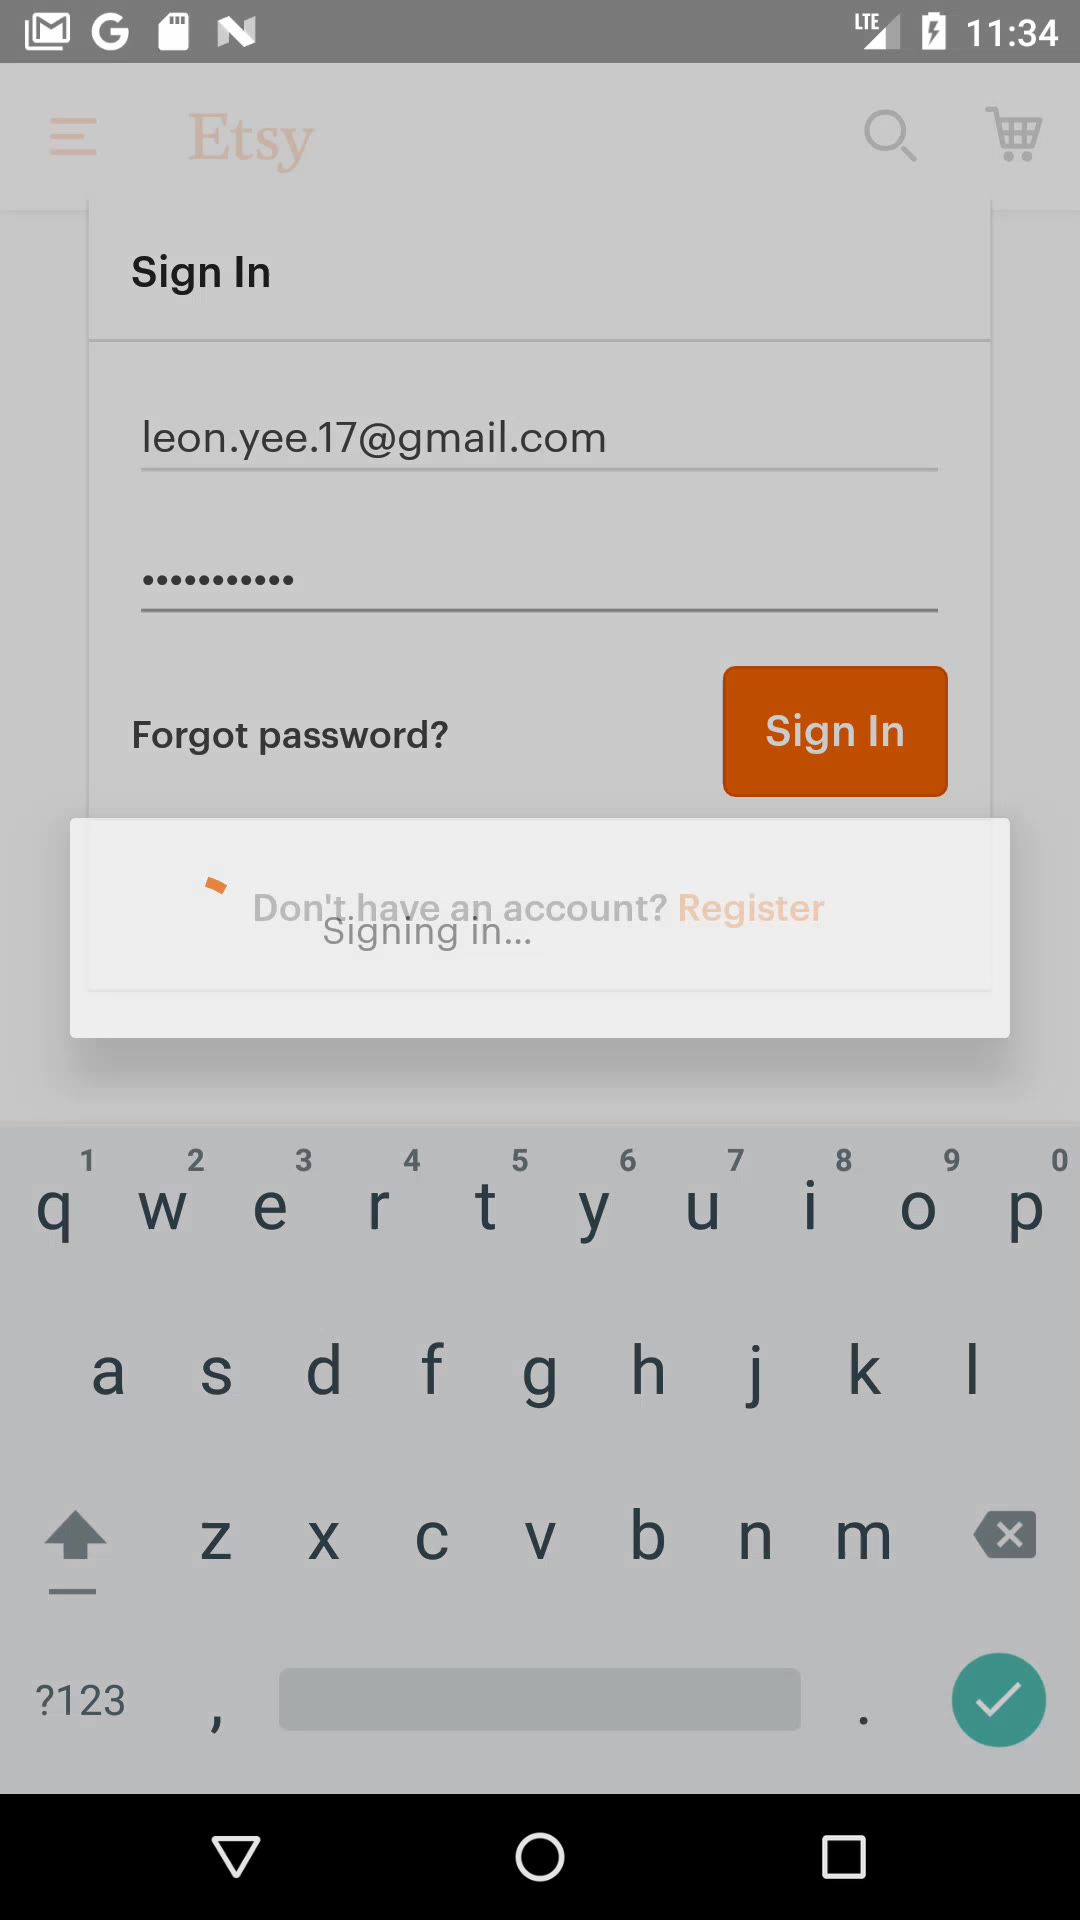 LTE 11:34
Etsy
Sign In
leon.yee.17@gmail.com
•••••••••••
Forgot password? Sign In
Don't have an account? Register
Signing in...
1 2 3 4 5 6 7 8 9 0
q w e r t y u i o p
a s d f g h j k l
z x c v b n m
?123 , .